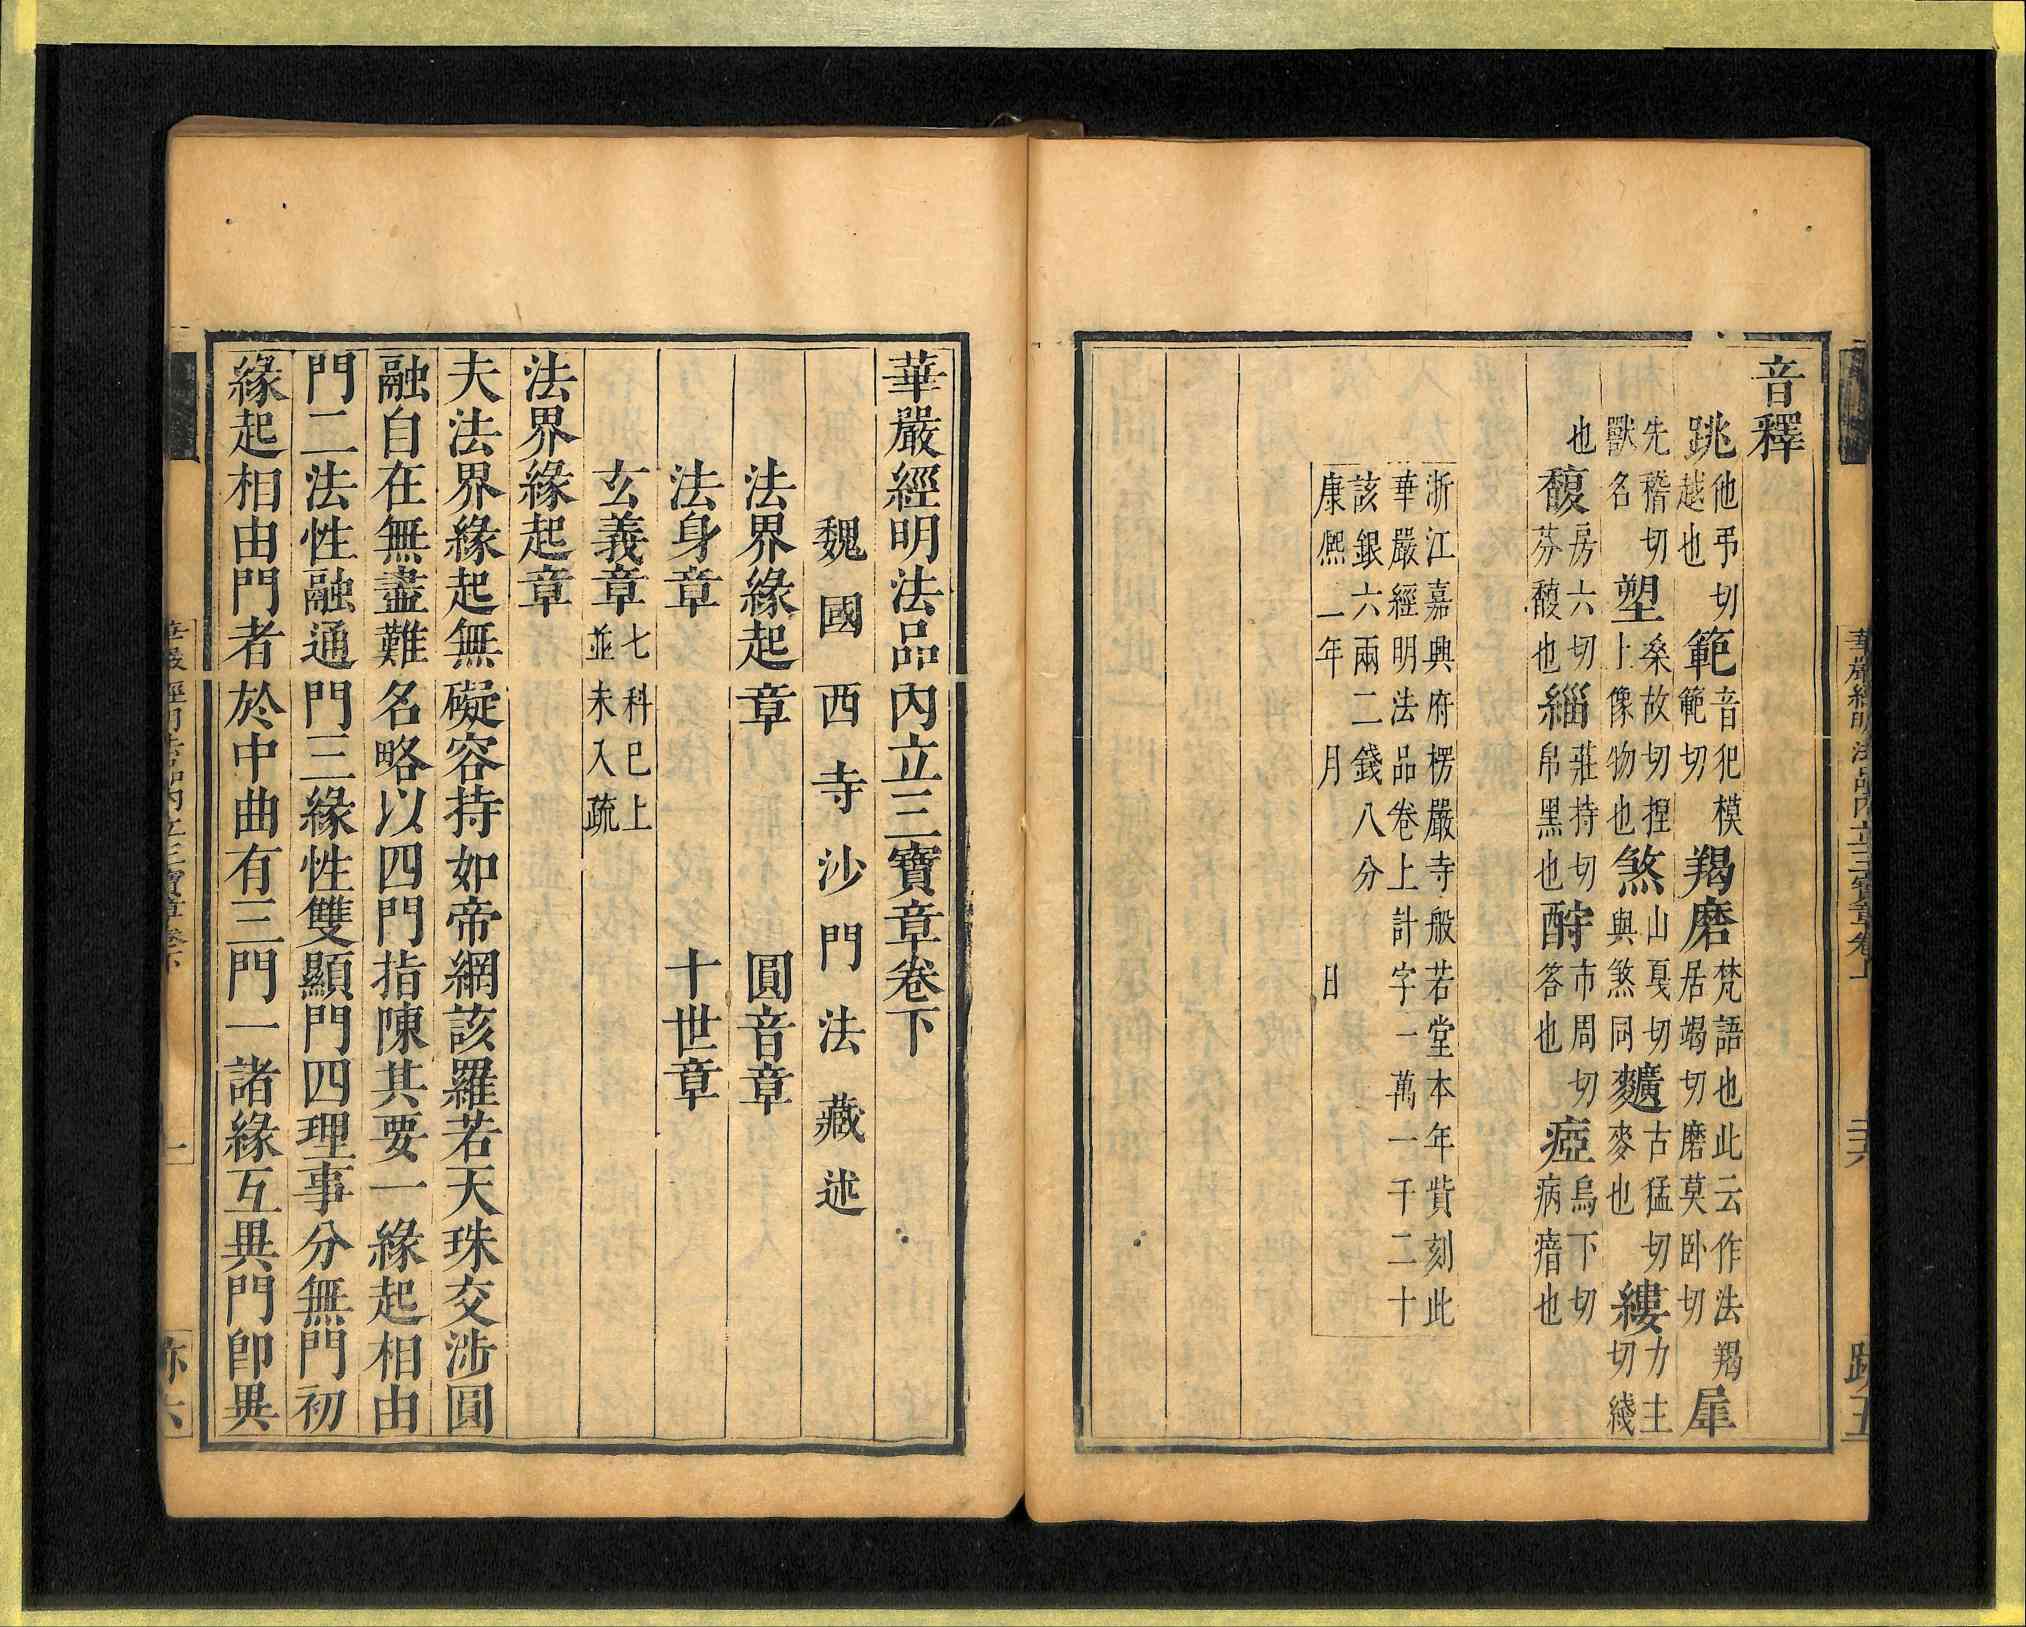 音釋
跳他弔切越也範音犯模範切羯磨梵語也此云作法羯居竭切磨莫臥切犀
先稽切獸名塑桑故切捏土像物也煞山戛切與煞同䵃古猛切麥也縷力主切綫
也馥房六切芬馥也緇莊持切帛黑也酧市周切答也瘂烏下切病瘖也
浙江嘉興府楞嚴寺般若堂本年貲刻此
華嚴經明法品卷上計字一萬一千二十
該銀六兩二錢八分
康熙二年 月 日
華嚴經明法品內立三寶章卷上
二六
跡五
華嚴經明法品內立三寶章卷下
魏國西寺沙門法藏述
法界緣起章 圓音章
法身章 十世章
玄義章七科已上並未入疏
法界緣起章
夫法界緣起無礙容持如帝網該羅若天珠交涉圓
融自在無盡難名略以四門指陳其要一緣起相由
門二法性融通門三緣性雙顯門四理事分無門初
緣起相由門者於中曲有三門一諸緣互異門即異
華嚴經明法品內立三寶章卷下